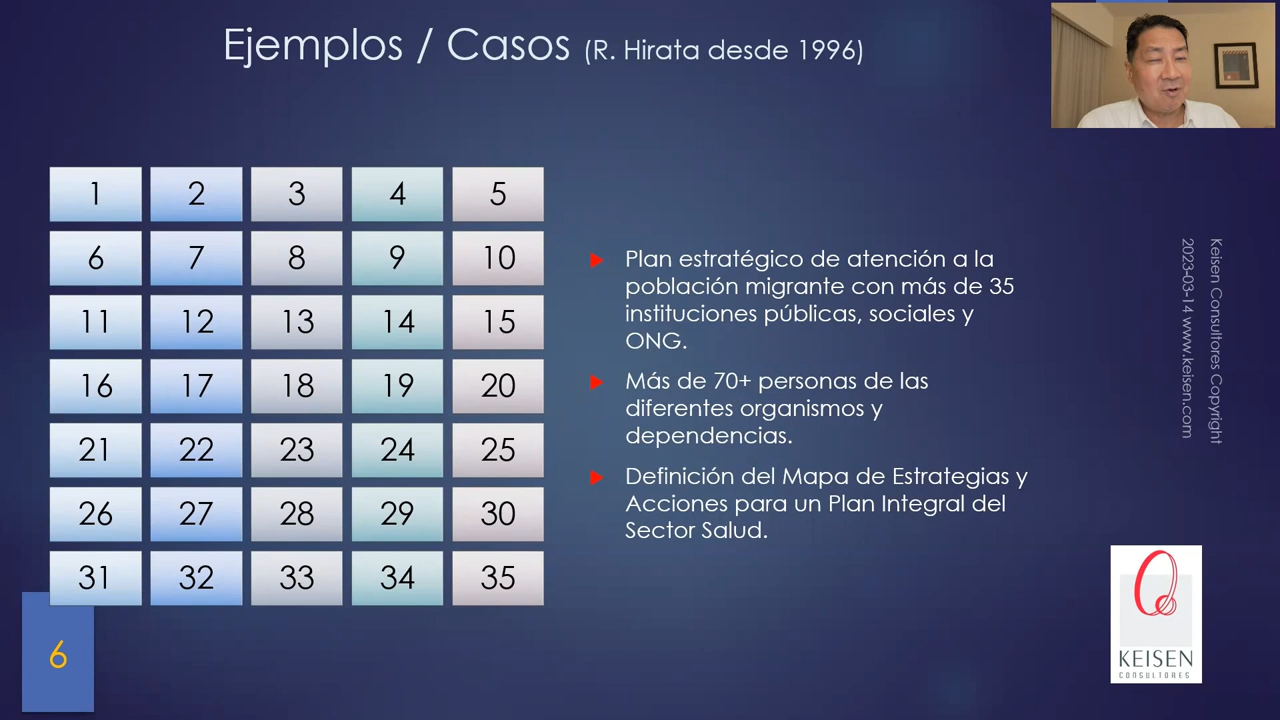 Ejemplos / Casos (R. Hirata desde 1996)
1 2 3 4 5
6 7 8 9 10
11 12 13 14 15
16 17 18 19 20
21 22 23 24 25
26 27 28 29 30
31 32 33 34 35
Plan estratégico de atención a la
población migrante con más de 35
instituciones públicas, sociales y
ONG.
Más de 70+ personas de las
diferentes organismos y
dependencias.
Definición del Mapa de Estrategias y
Acciones para un Plan Integral del
Sector Salud.
Keisen Consultores Copyright
2023-03-14 www.keisen.com
KEISEN
CONSULTORES
6